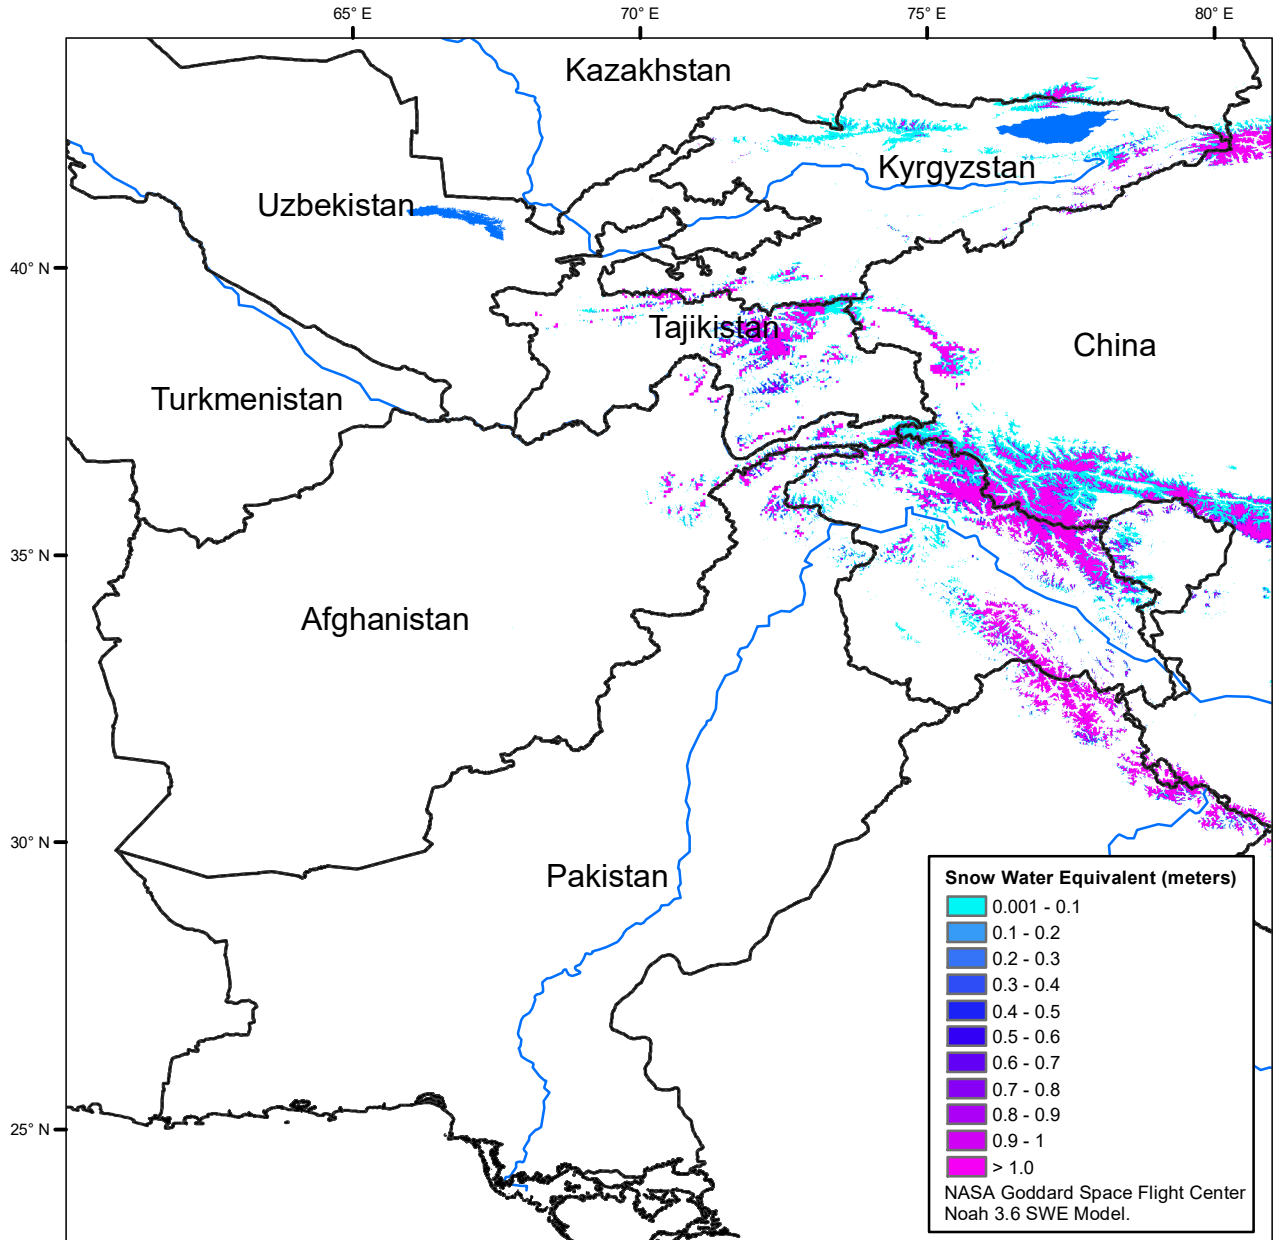 65° E
70° E
75° E
80° E
Kazakhstan
Kyrgyzstan
Uzbekistan
40° N
Tajikistan
China
Turkmenistan
35° N
Afghanistan
30° N
Pakistan
25° N
Snow Water Equivalent (meters)
0.001 - 0.1
0.1 - 0.2
0.2 - 0.3
0.3 - 0.4
0.4 - 0.5
0.5 - 0.6
0.6 - 0.7
0.7 - 0.8
0.8 - 0.9
0.9 - 1
> 1.0
NASA Goddard Space Flight Center
Noah 3.6 SWE Model.